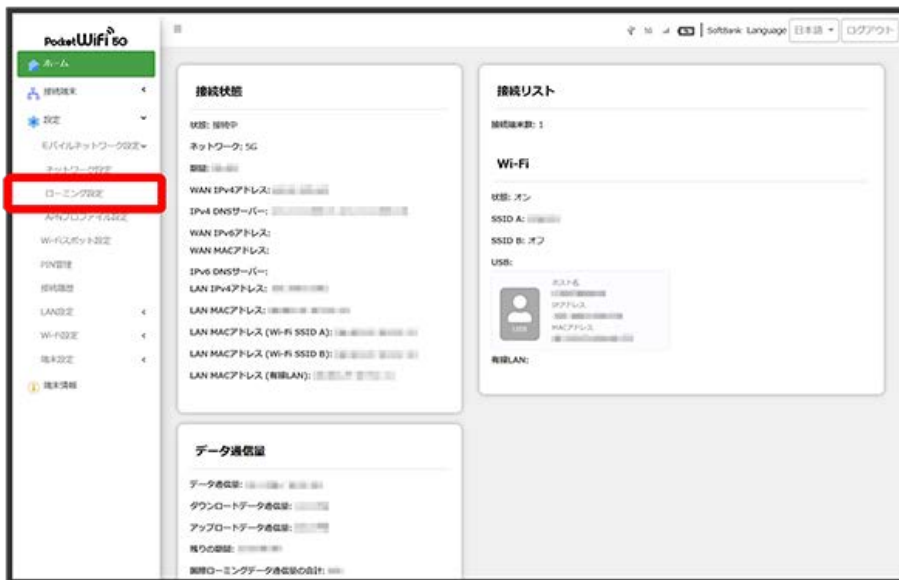 Pocket WiFi 5G
SoftBank Language 日本語 ログアウト
ホーム
接続端末
設定
モバイルネットワーク設定
ネットワーク設定
ローミング設定
APNプロファイル設定
Wi-Fiスポット設定
PIN管理
接続履歴
LAN設定
Wi-Fi設定
端末設定
端末情報
接続状態
状態: 接続中
ネットワーク: 5G
期間:
WAN IPv4アドレス:
IPv4 DNSサーバー:
WAN IPv6アドレス:
WAN MACアドレス:
IPv6 DNSサーバー:
LAN IPv4アドレス:
LAN MACアドレス:
LAN MACアドレス (Wi-Fi SSID A):
LAN MACアドレス (Wi-Fi SSID B):
LAN MACアドレス (有線LAN):
データ通信量
データ通信量:
ダウンロードデータ通信量:
アップロードデータ通信量:
残りの期間:
国際ローミングデータ通信量の合計:
接続リスト
接続端末数: 1
Wi-Fi
状態: オン
SSID A:
SSID B: オフ
USB:
USB
ホスト名
IPアドレス
MACアドレス
有線LAN: